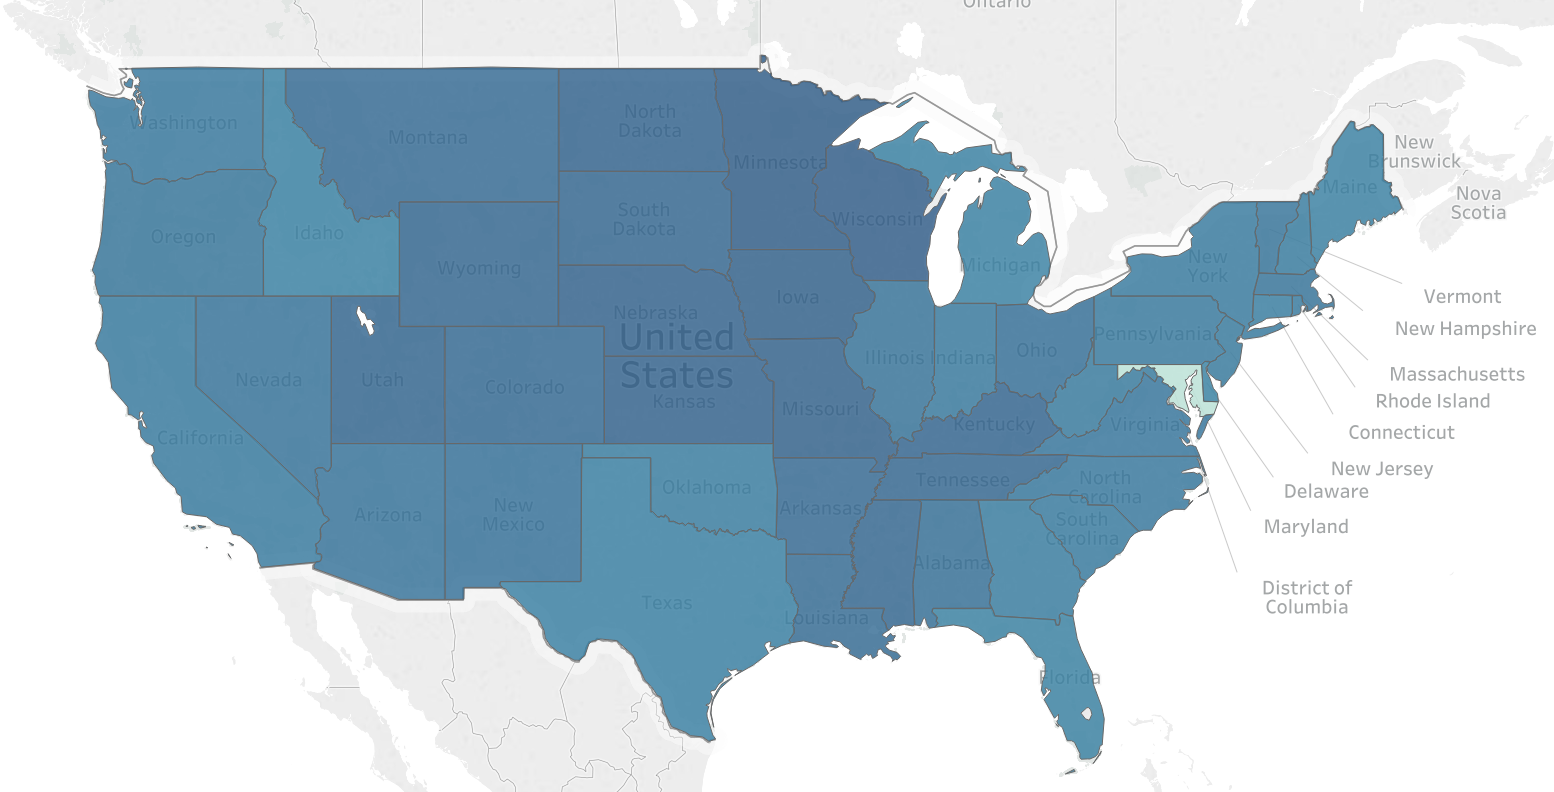 Ontario
Washington
Montana
North
Dakota
Minnesota
New
Brunswick
Maine
Nova
Scotia
Oregon
Idaho
South
Dakota
Wisconsin
Wyoming
Michigan
New
York
Nebraska
Iowa
Vermont
United
States
New Hampshire
Pennsylvania
Ohio
Illinois
Indiana
Nevada
Utah
Colorado
Kansas
Massachusetts
Rhode Island
Missouri
Connecticut
California
Kentucky
Virginia
New Jersey
Oklahoma
Tennessee
North
Carolina
Delaware
Arizona
New
Mexico
Arkansas
South
Carolina
Maryland
Alabama
District of
Columbia
Texas
Louisiana
Florida